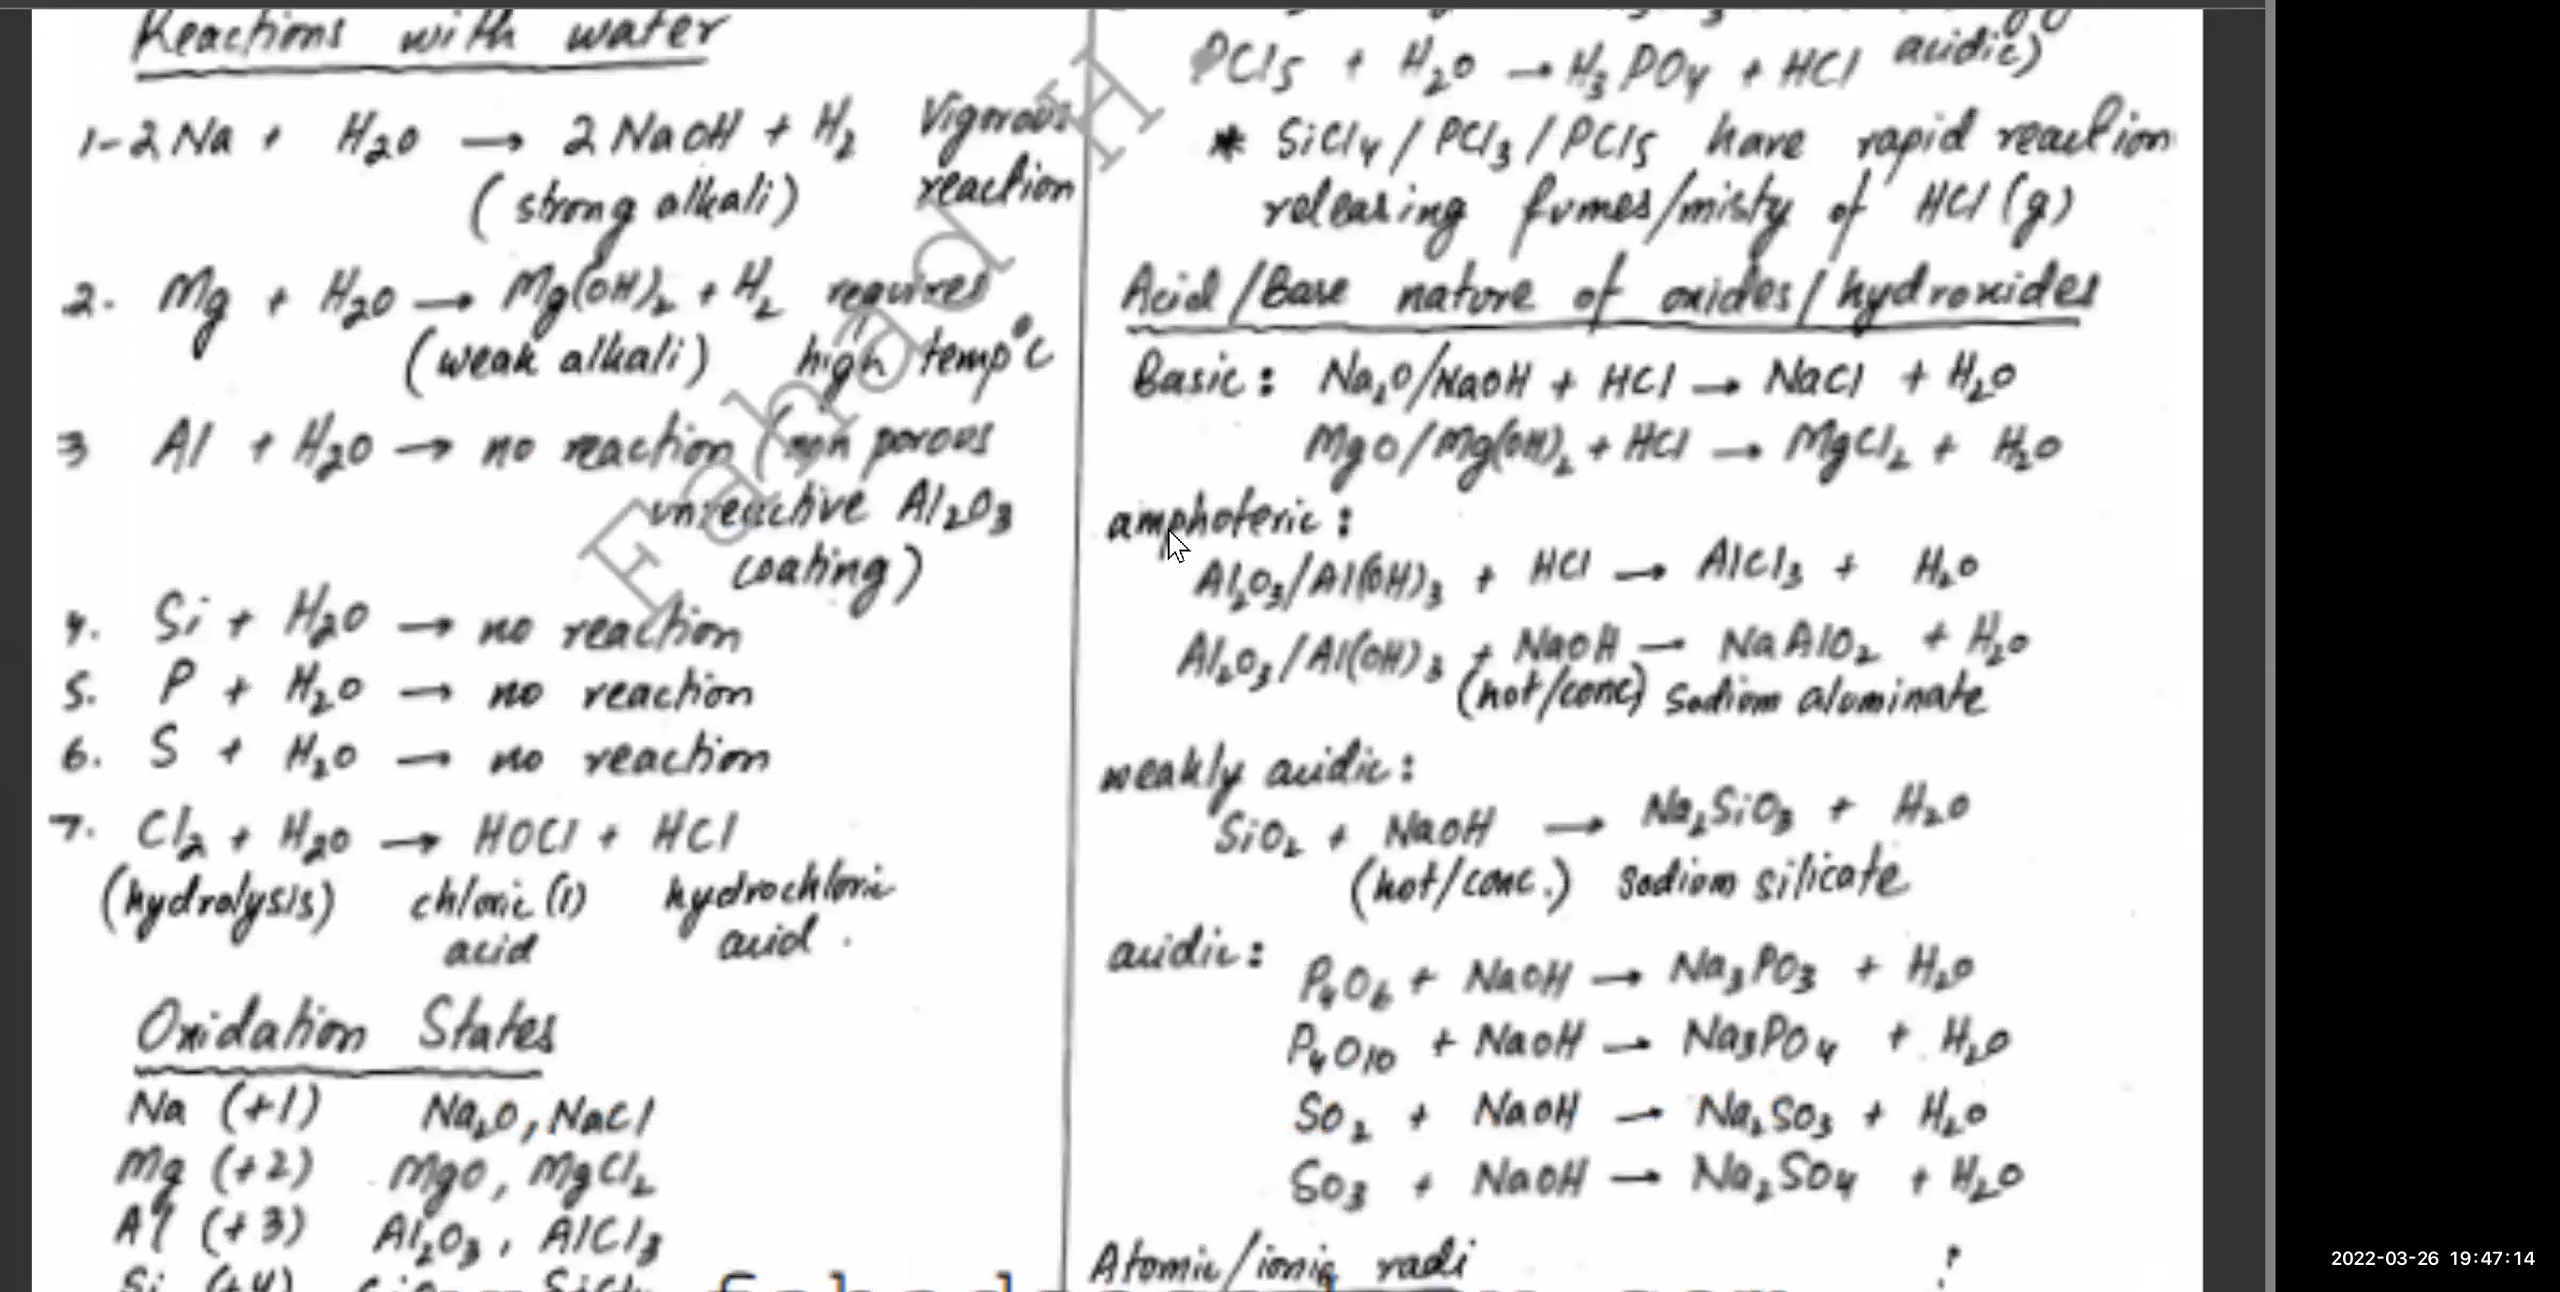 Reactions with water
1-2Na + H₂O → 2NaOH + H₂ Vigorous
(strong alkali) reaction
2. Mg + H₂O → Mg(OH)₂ + H₂ requires
(weak alkali) high temp°C
3 Al + H₂O → no reaction (non porous
unreactive Al₂O₃
coating)
4. Si + H₂O → no reaction
5. P + H₂O → no reaction
6. S + H₂O → no reaction
7. Cl₂ + H₂O → HOCl + HCl
(hydrolysis) chloric (1) hydrochloric
acid acid.
Oxidation States
Na (+1) Na₂O, NaCl
Mg (+2) MgO, MgCl₂
Al (+3) Al₂O₃, AlCl₃
Si (+4)
acidic)
PCl₅ + H₂O → H₃PO₄ + HCl
* SiCl₄/PCl₃/PCl₅ have rapid reaction
releasing fumes/misty of HCl(g)
Acid/Base nature of oxides/hydroxides
Basic: Na₂O/NaOH + HCl → NaCl + H₂O
MgO/Mg(OH)₂ + HCl → MgCl₂ + H₂O
amphoteric:
Al₂O₃/Al(OH)₃ + HCl → AlCl₃ + H₂O
Al₂O₃/Al(OH)₃ + NaOH → NaAlO₂ + H₂O
(hot/conc) sodium aluminate
weakly acidic:
SiO₂ + NaOH → Na₂SiO₃ + H₂O
(hot/conc.) sodium silicate
acidic:
P₄O₆ + NaOH → Na₃PO₃ + H₂O
P₄O₁₀ + NaOH → Na₃PO₄ + H₂O
SO₂ + NaOH → Na₂SO₃ + H₂O
SO₃ + NaOH → Na₂SO₄ + H₂O
Atomic/ionic radi
Fahad H
2022-03-26 19:47:14